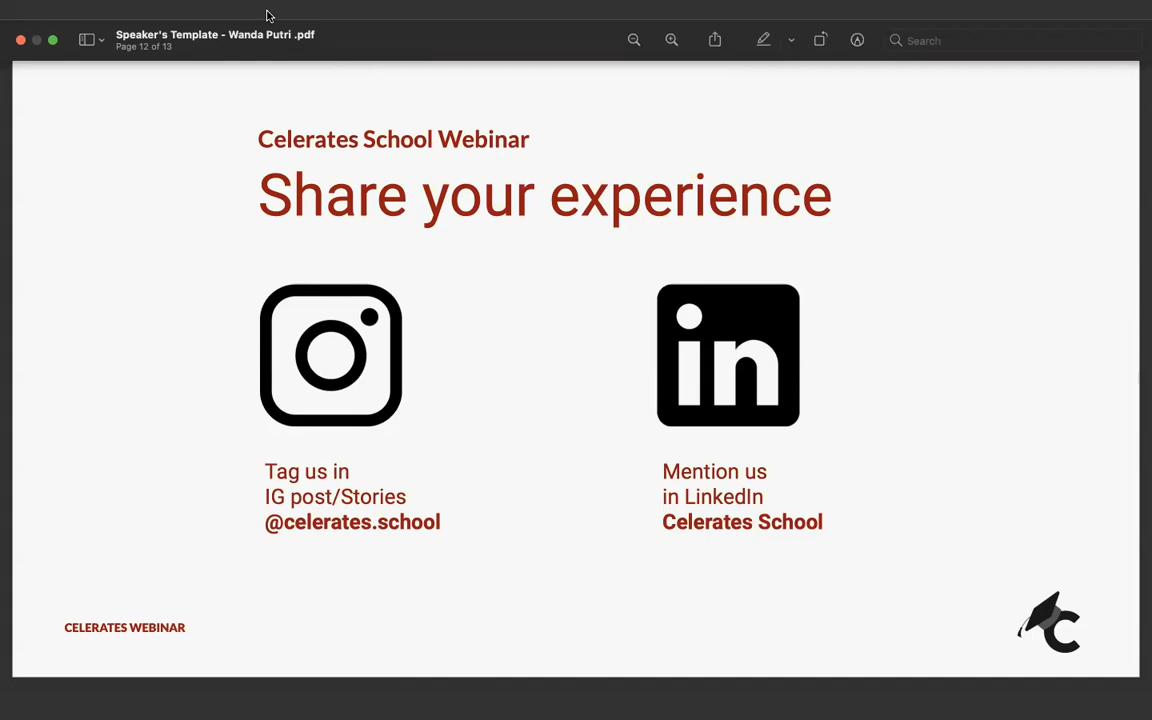 Speaker's Template - Wanda Putri .pdf
Page 12 of 13
Search
Celerates School Webinar
Share your experience
in
Tag us in
IG post/Stories
@celerates.school
Mention us
in LinkedIn
Celerates School
CELERATES WEBINAR
C